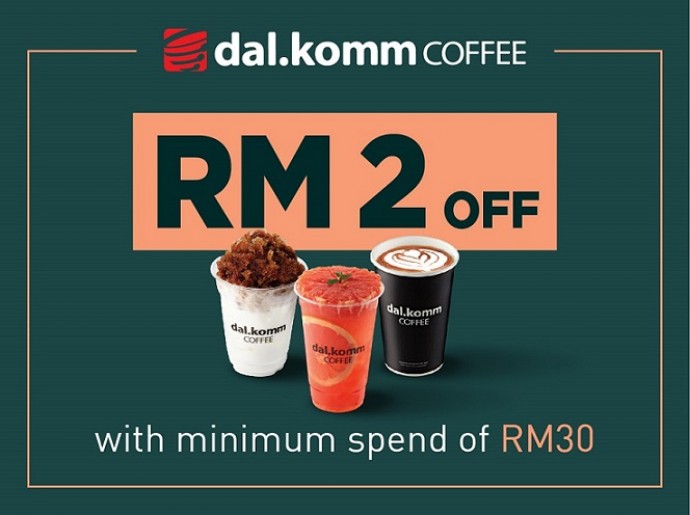 dal.komm COFFEE
RM 2 OFF
dal.komm
COFFEE
dal.komm
COFFEE
dal.komm
COFFEE
with minimum spend of RM30